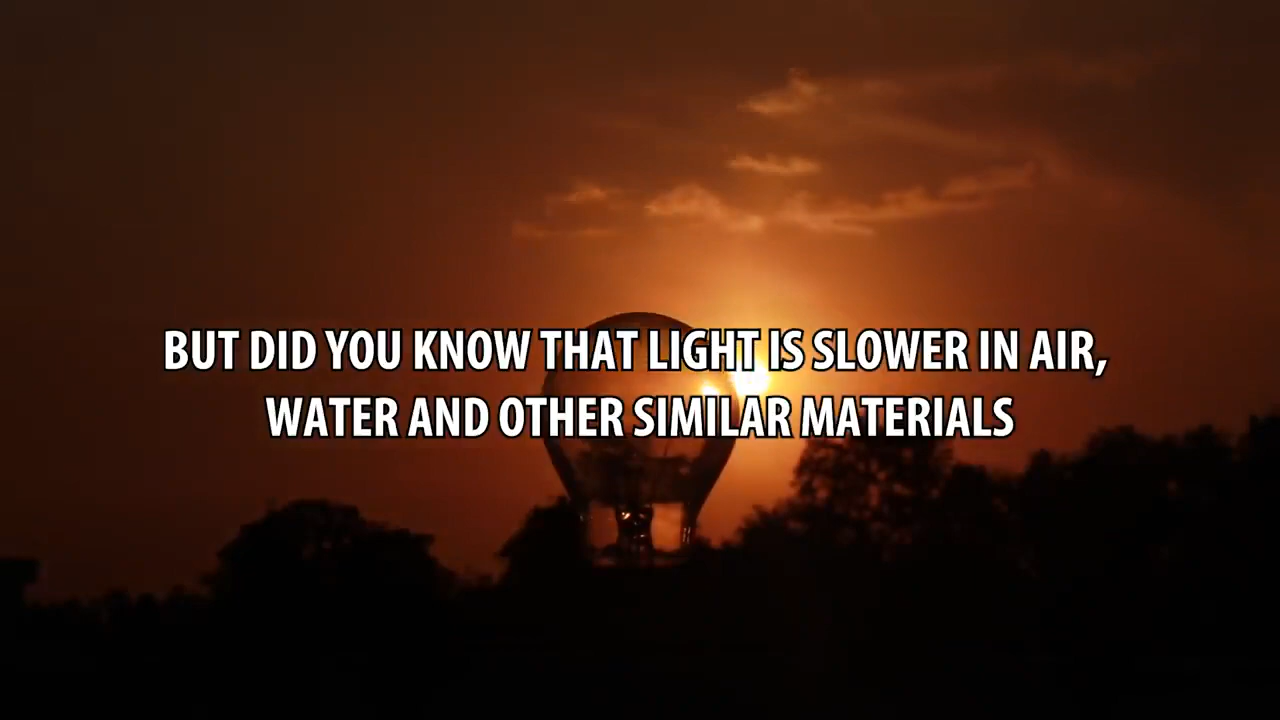 BUT DID YOU KNOW THAT LIGHT IS SLOWER IN AIR,
WATER AND OTHER SIMILAR MATERIALS